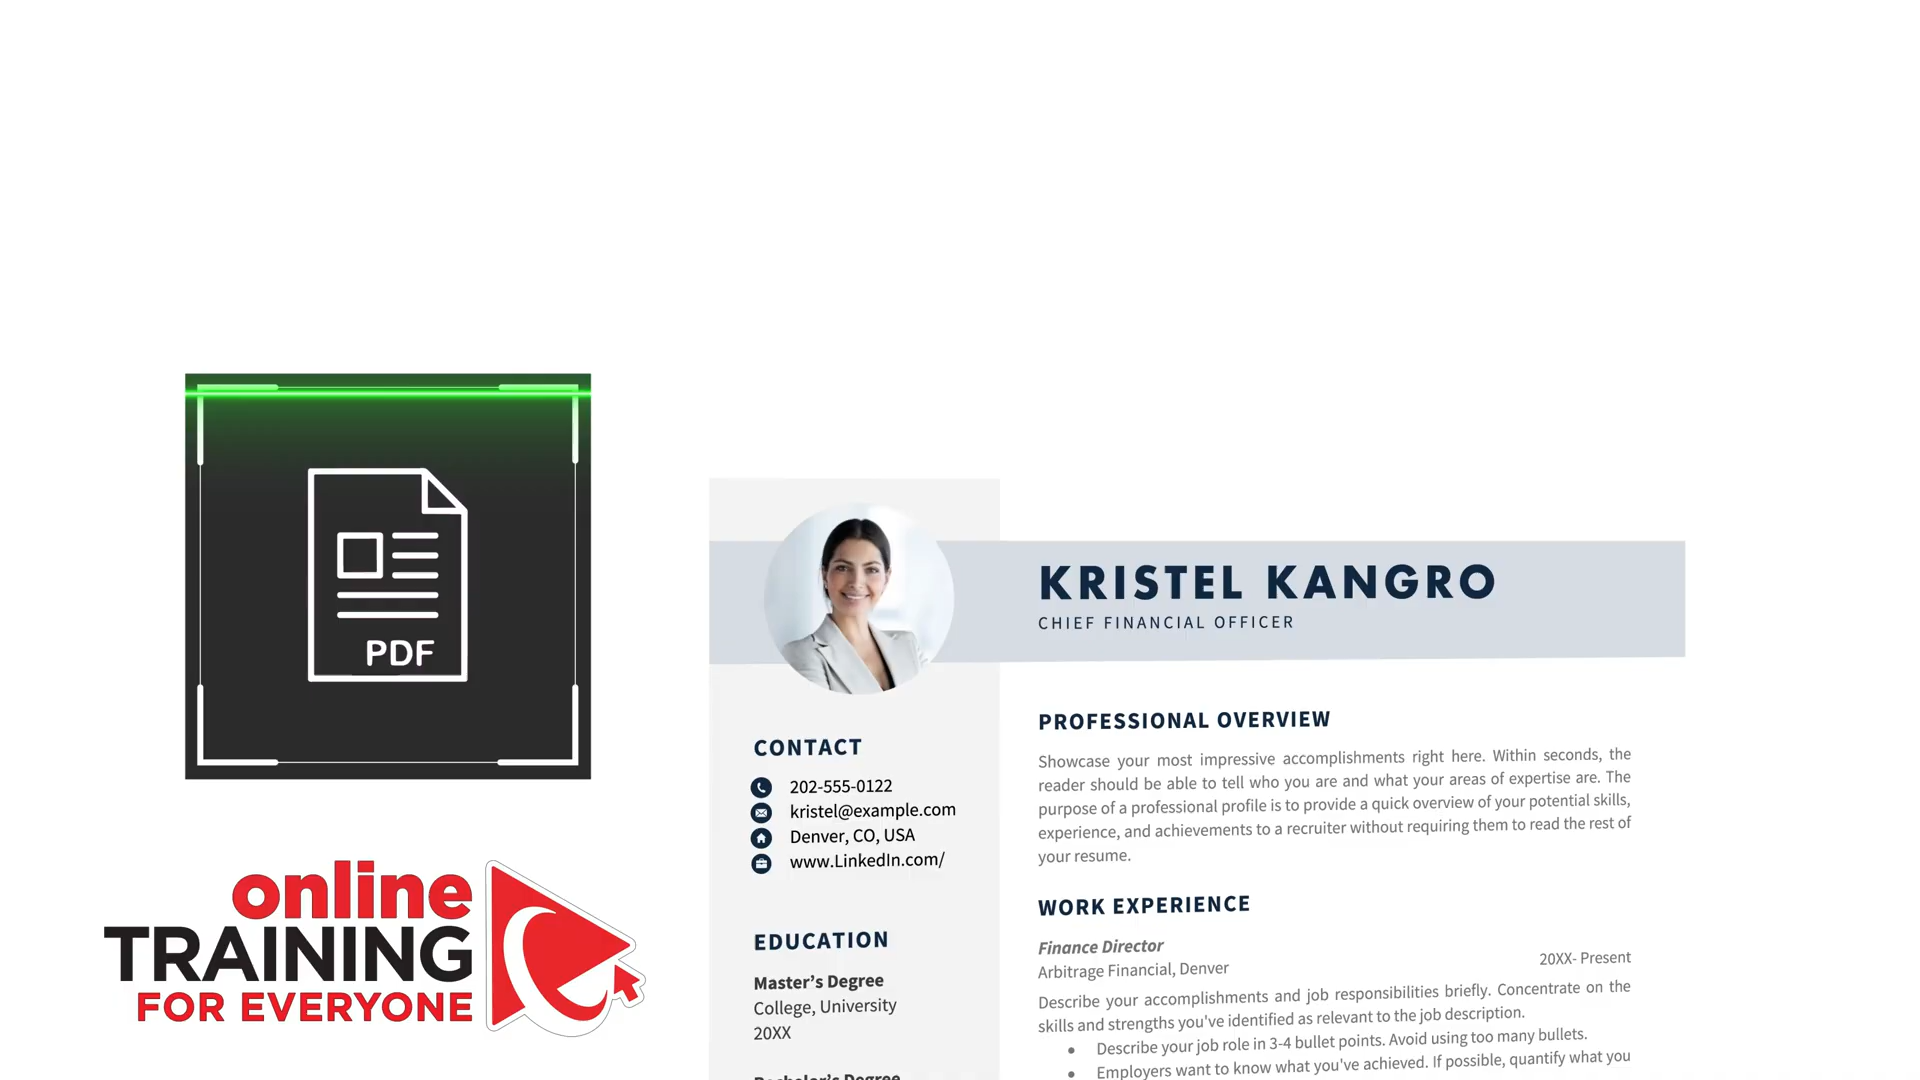 PDF
online
TRAINING
FOR EVERYONE
KRISTEL KANGRO
CHIEF FINANCIAL OFFICER
CONTACT
202-555-0122
kristel@example.com
Denver, CO, USA
www.LinkedIn.com/
EDUCATION
Master's Degree
College, University
20XX
Bachelor's Degree
PROFESSIONAL OVERVIEW
Showcase your most impressive accomplishments right here. Within seconds, the
reader should be able to tell who you are and what your areas of expertise are. The
purpose of a professional profile is to provide a quick overview of your potential skills,
experience, and achievements to a recruiter without requiring them to read the rest of
your resume.
WORK EXPERIENCE
Finance Director
Arbitrage Financial, Denver
20XX- Present
Describe your accomplishments and job responsibilities briefly. Concentrate on the
skills and strengths you've identified as relevant to the job description.
• Describe your job role in 3-4 bullet points. Avoid using too many bullets.
• Employers want to know what you've achieved. If possible, quantify what you